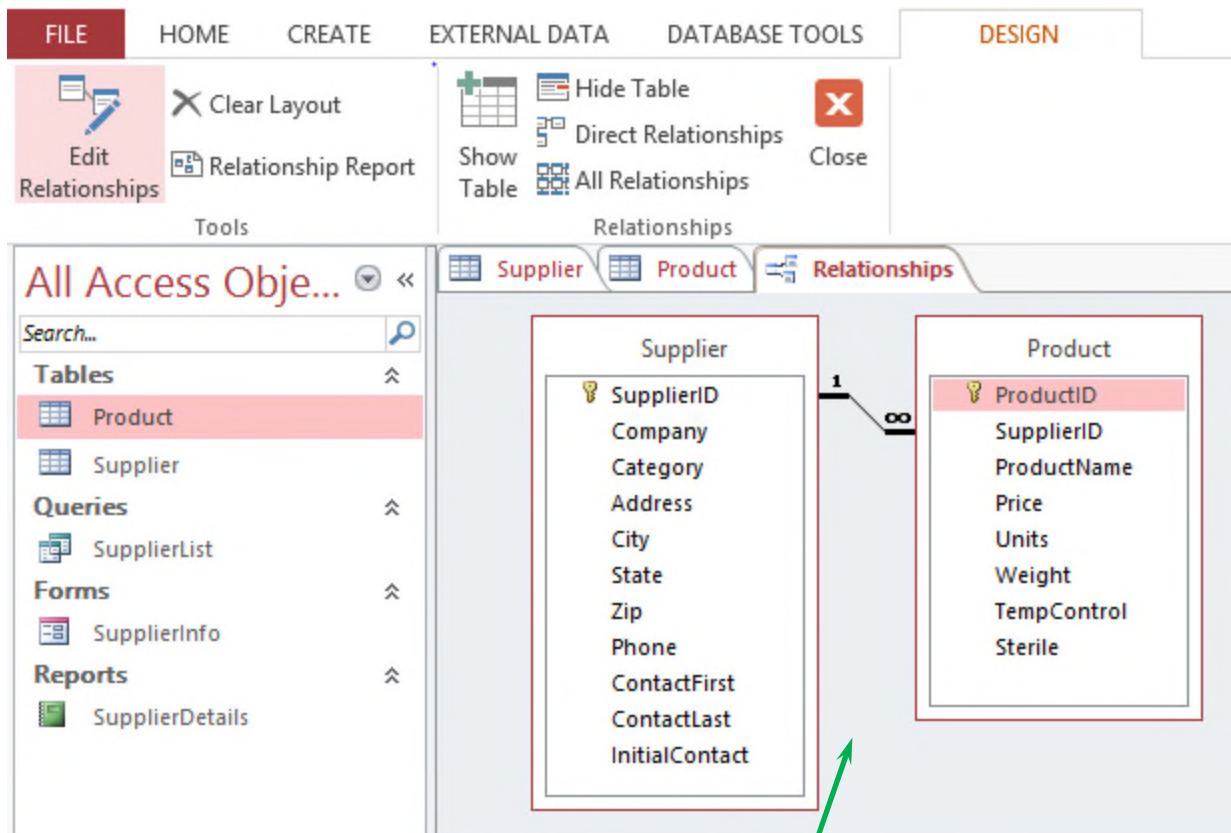 FILE HOME CREATE EXTERNAL DATA DATABASE TOOLS DESIGN
Edit
Relationships
Clear Layout
Relationship Report
Tools
Show
Table
Hide Table
Direct Relationships
All Relationships
Close
Relationships
All Access Obje...
Search...
Tables
Product
Supplier
Queries
SupplierList
Forms
SupplierInfo
Reports
SupplierDetails
Supplier Product Relationships
Supplier
SupplierID
Company
Category
Address
City
State
Zip
Phone
ContactFirst
ContactLast
InitialContact
1
∞
Product
ProductID
SupplierID
ProductName
Price
Units
Weight
TempControl
Sterile